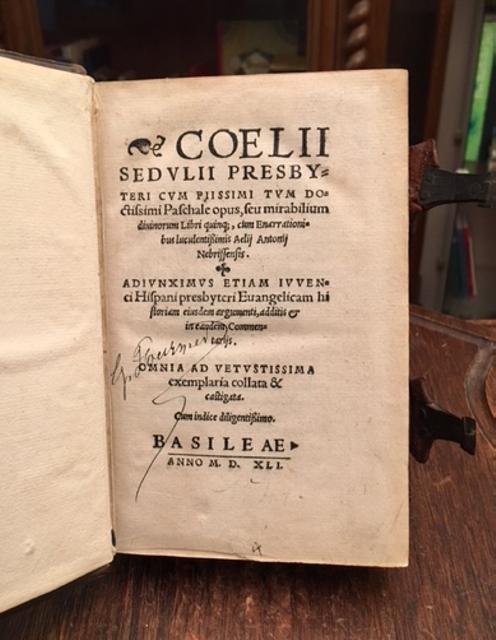 COELII
SEDVLII PRESBY=
TERI CVM PIISSIMI TVM DO=
ctissimi Paschale opus, seu mirabilium
diuinorum Libri quinq;, cum Enarrationi=
bus luculentißimis Aelij Antonij
Nebrißensis.
ADIVNXIMVS ETIAM IVVEN=
ci Hispani presbyteri Euangelicam hi
storiam eiusdem argumenti, additis &
in eandem Commen=
tarijs.
OMNIA AD VETVSTISSIMA
exemplaria collata &
castigata.
Cum indice diligentißimo.
BASILEAE
ANNO M. D. XLI.